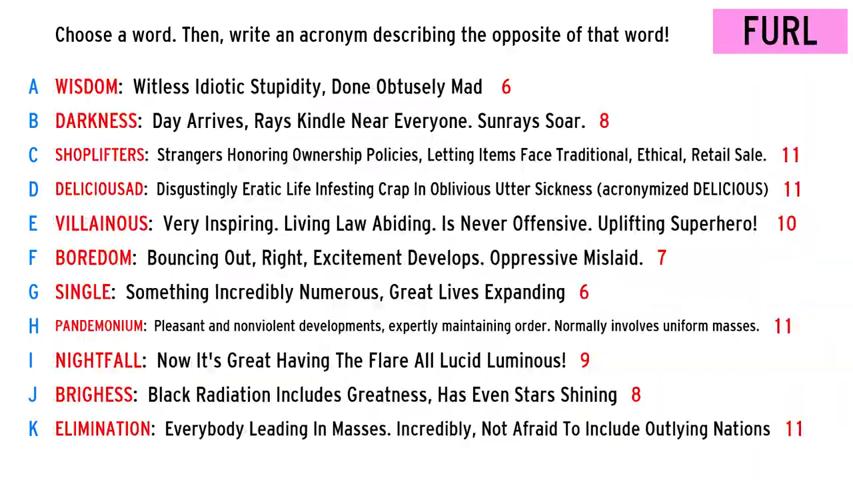 Choose a word. Then, write an acronym describing the opposite of that word! FURL
A WISDOM: Witless Idiotic Stupidity, Done Obtusely Mad 6
B DARKNESS: Day Arrives, Rays Kindle Near Everyone. Sunrays Soar. 8
C SHOPLIFTERS: Strangers Honoring Ownership Policies, Letting Items Face Traditional, Ethical, Retail Sale. 11
D DELICIOUSAD: Disgustingly Eratic Life Infesting Crap In Oblivious Utter Sickness (acronymized DELICIOUS) 11
E VILLAINOUS: Very Inspiring. Living Law Abiding. Is Never Offensive. Uplifting Superhero! 10
F BOREDOM: Bouncing Out, Right, Excitement Develops. Oppressive Mislaid. 7
G SINGLE: Something Incredibly Numerous, Great Lives Expanding 6
H PANDEMONIUM: Pleasant and nonviolent developments, expertly maintaining order. Normally involves uniform masses. 11
I NIGHTFALL: Now It's Great Having The Flare All Lucid Luminous! 9
J BRIGHESS: Black Radiation Includes Greatness, Has Even Stars Shining 8
K ELIMINATION: Everybody Leading In Masses. Incredibly, Not Afraid To Include Outlying Nations 11